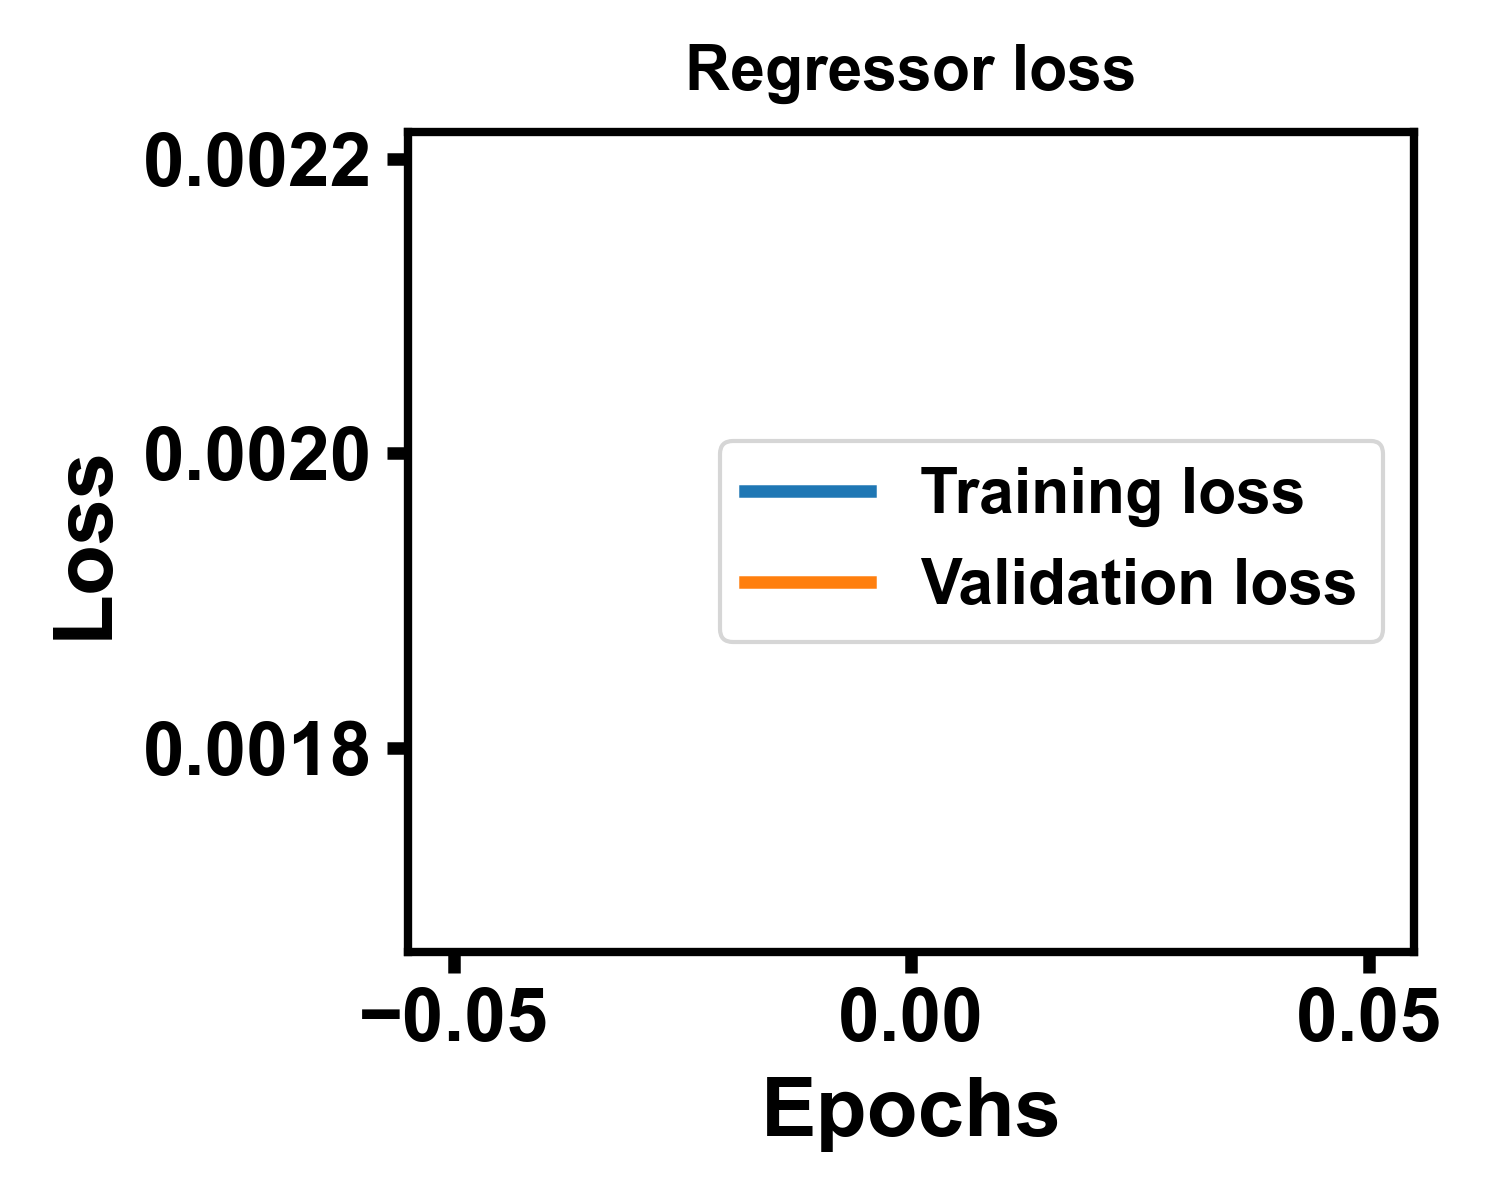 Regressor loss
0.0022
0.0020
0.0018
Loss
Training loss
Validation loss
−0.05 0.00 0.05
Epochs